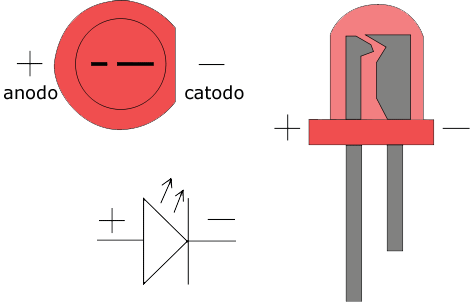 + −
anodo catodo
+ −
+ −